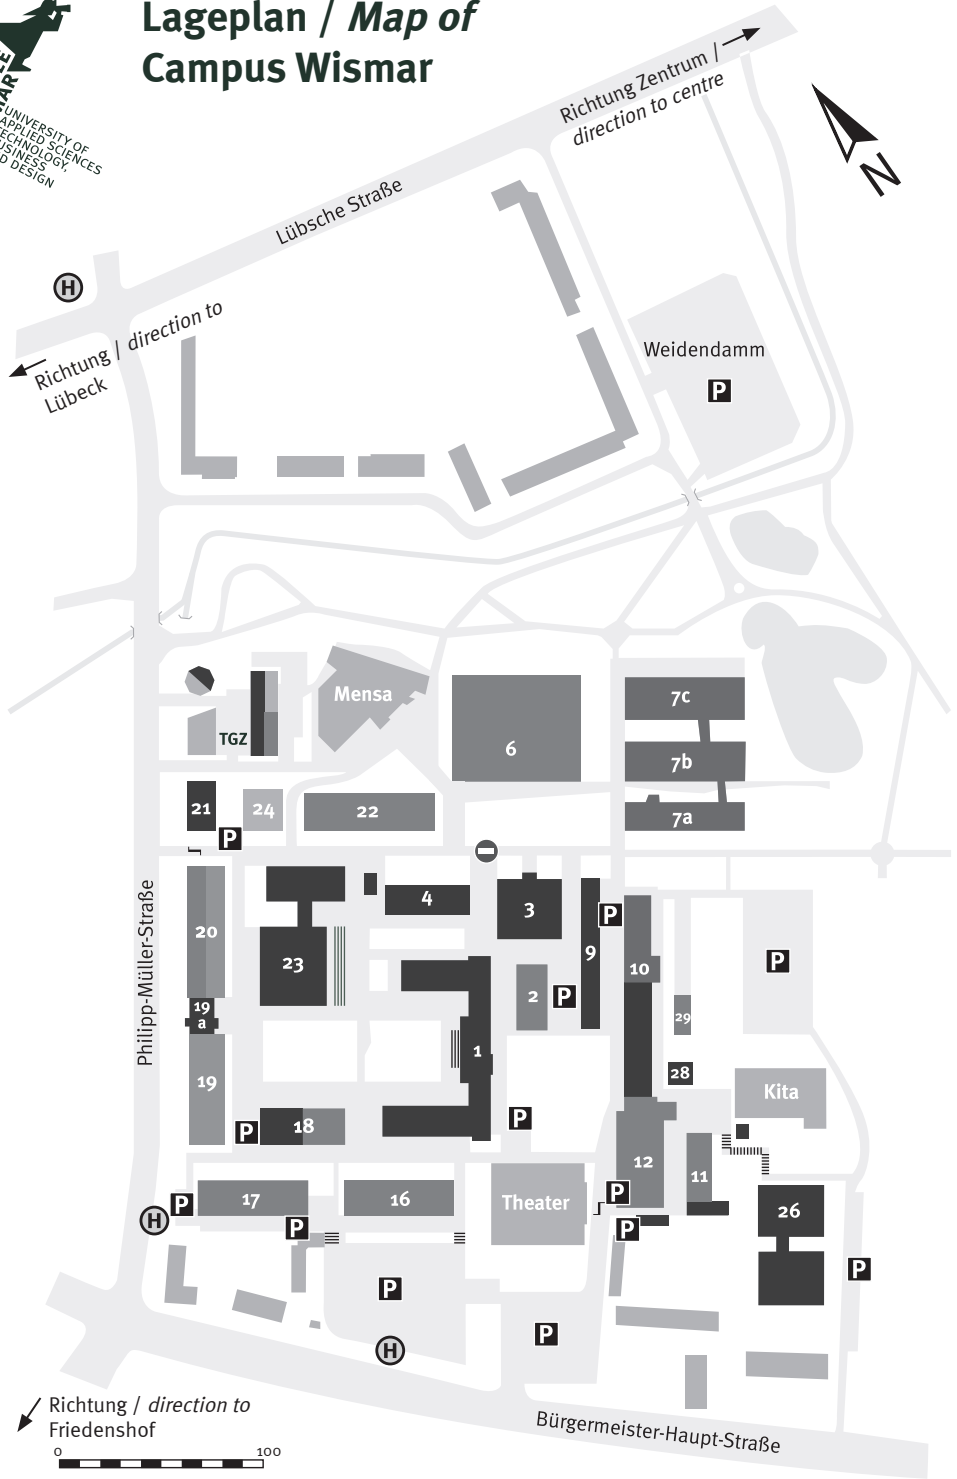 Lageplan / Map of
Campus Wismar
UNIVERSITY OF
APPLIED SCIENCES
DESIGN
Richtung Zentrum /
direction to centre
N
Lübsche Straße
H
Richtung / direction to
Lübeck
Weidendamm
P
Mensa
TGZ
6
7c
7b
7a
21
P
24
22
Philipp-Müller-Straße
20
23
4
3
9
P
10
P
2
P
29
19
a
1
28
19
Kita
P
18
P
12
11
P
17
16
Theater
P
26
H
P
P
P
P
P
H
Richtung / direction to
Friedenshof
0 100
Bürgermeister-Haupt-Straße